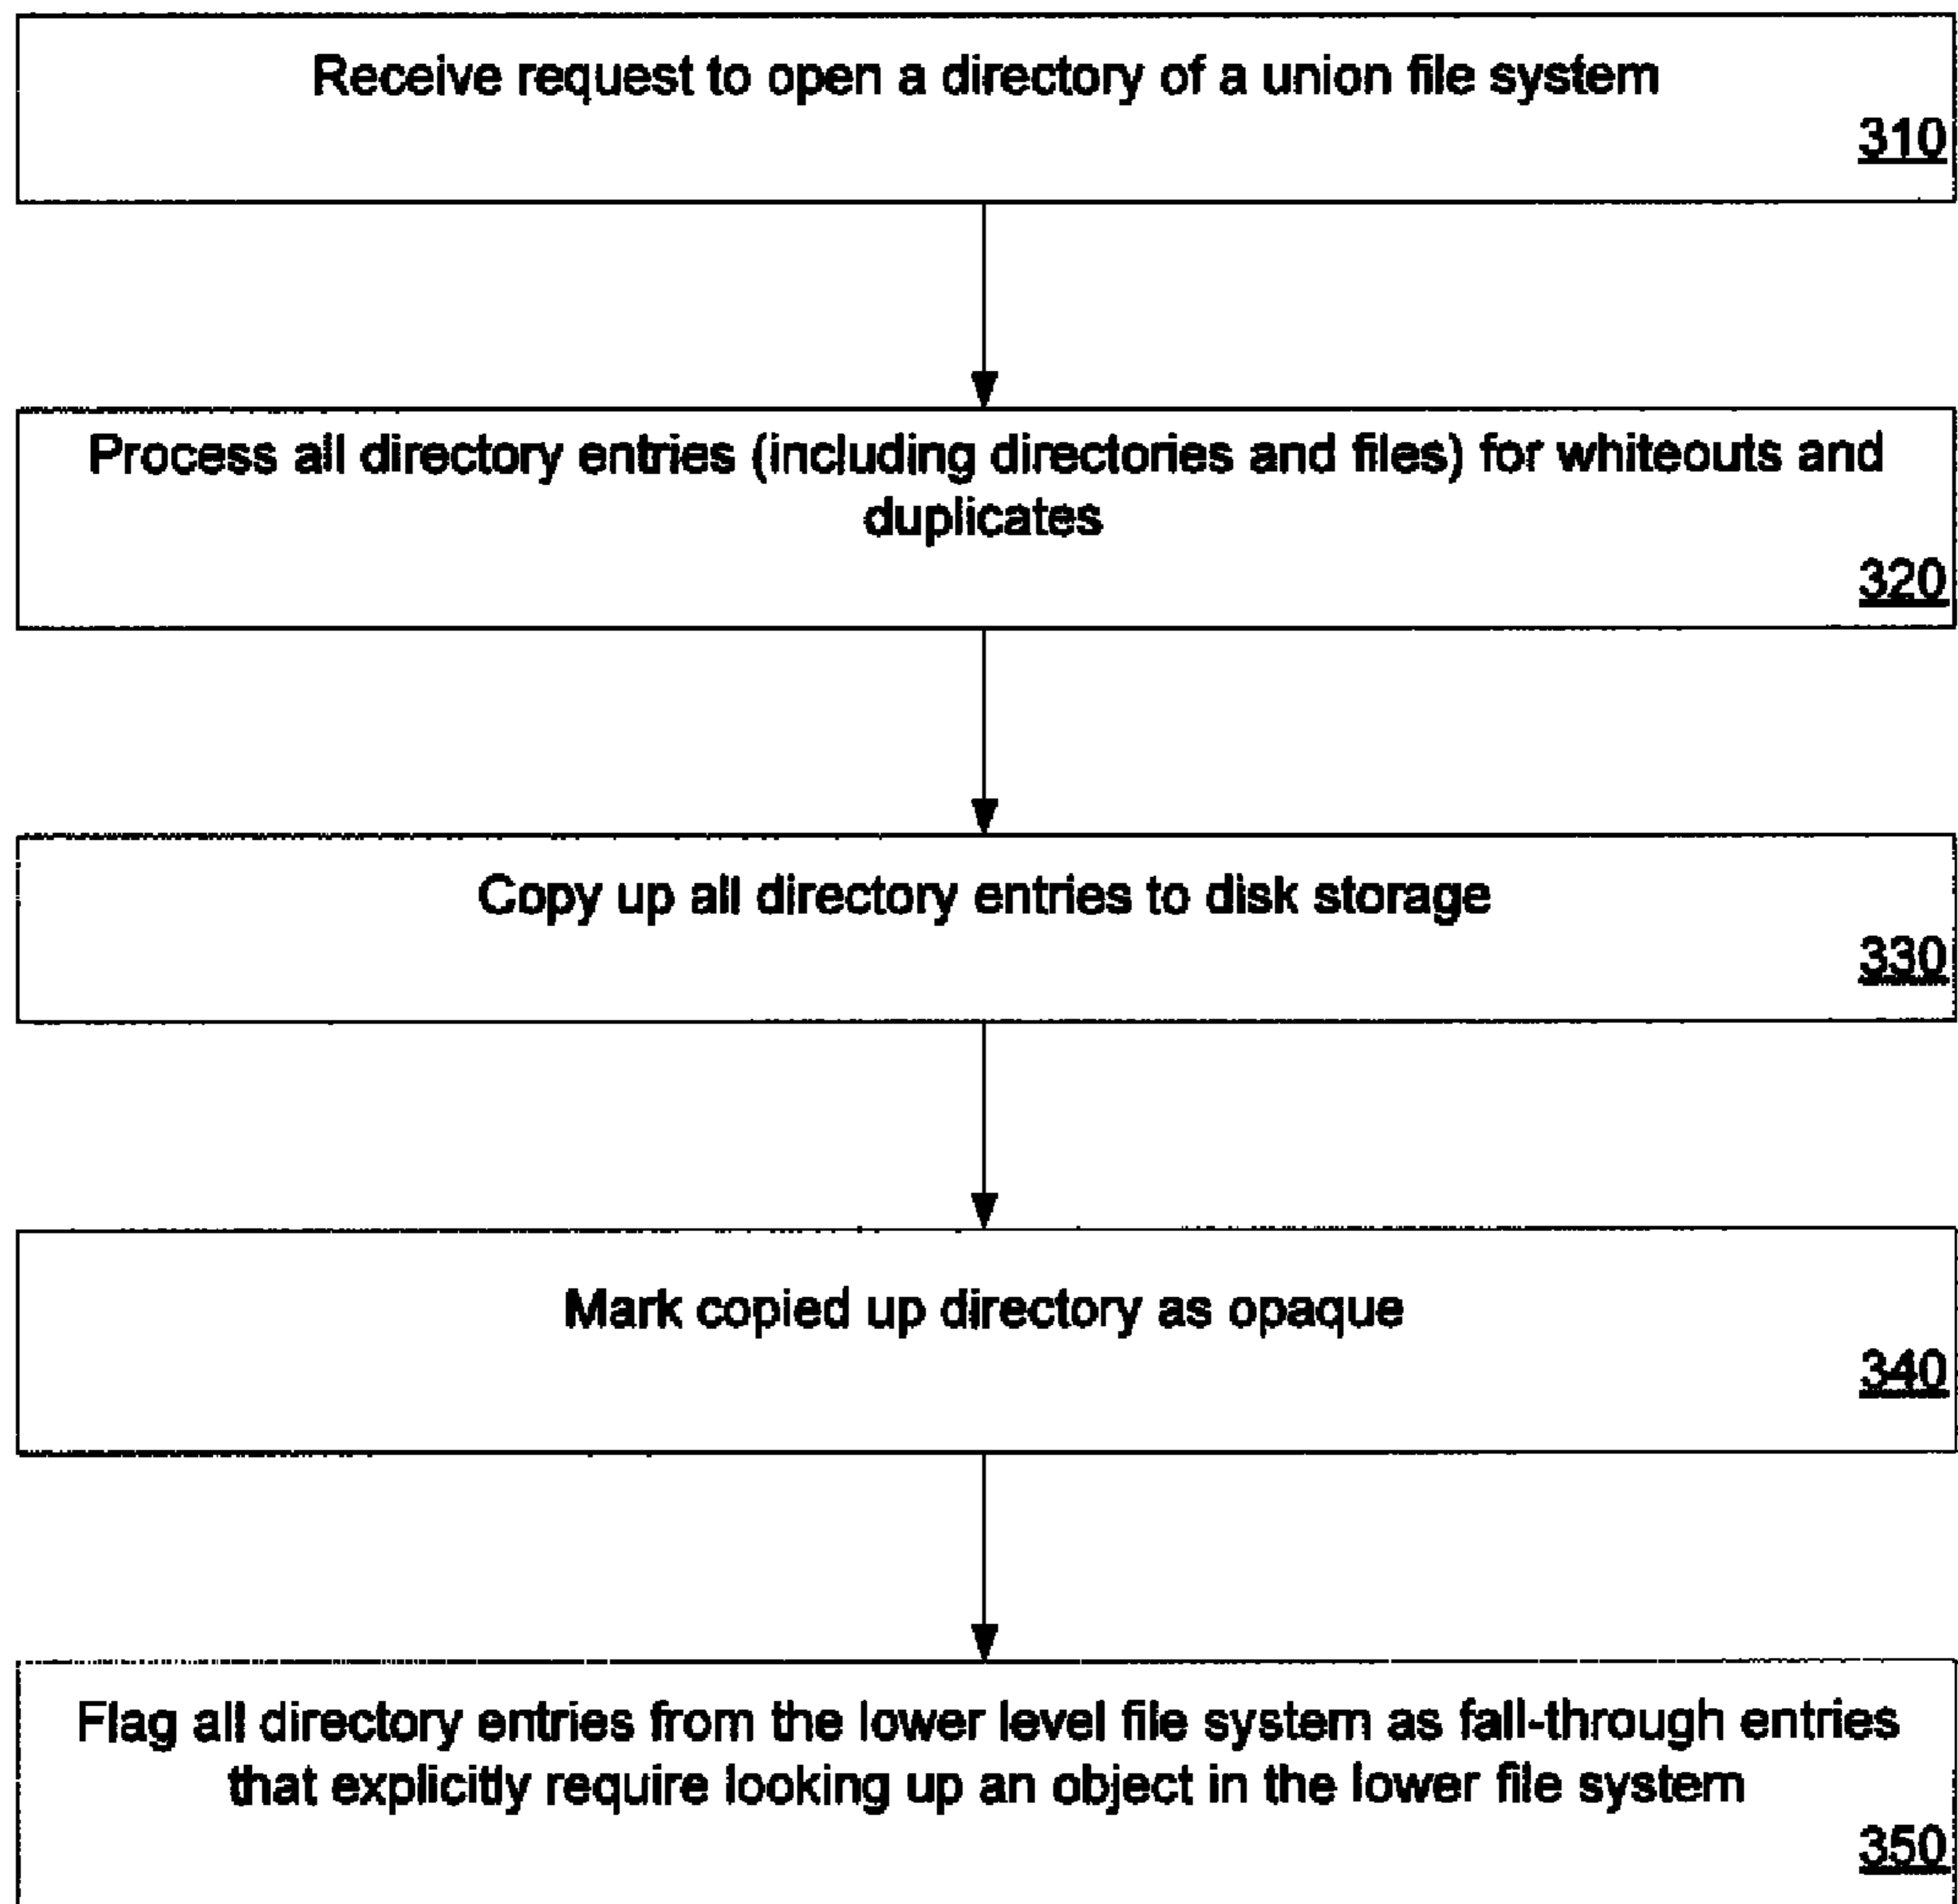 Receive request to open a directory of a union file system
310
Process all directory entries (including directories and files) for whiteouts and
duplicates
320
Copy up all directory entries to disk storage
330
Mark copied up directory as opaque
340
Flag all directory entries from the lower level file system as fall-through entries
that explicitly require looking up an object in the lower file system
350